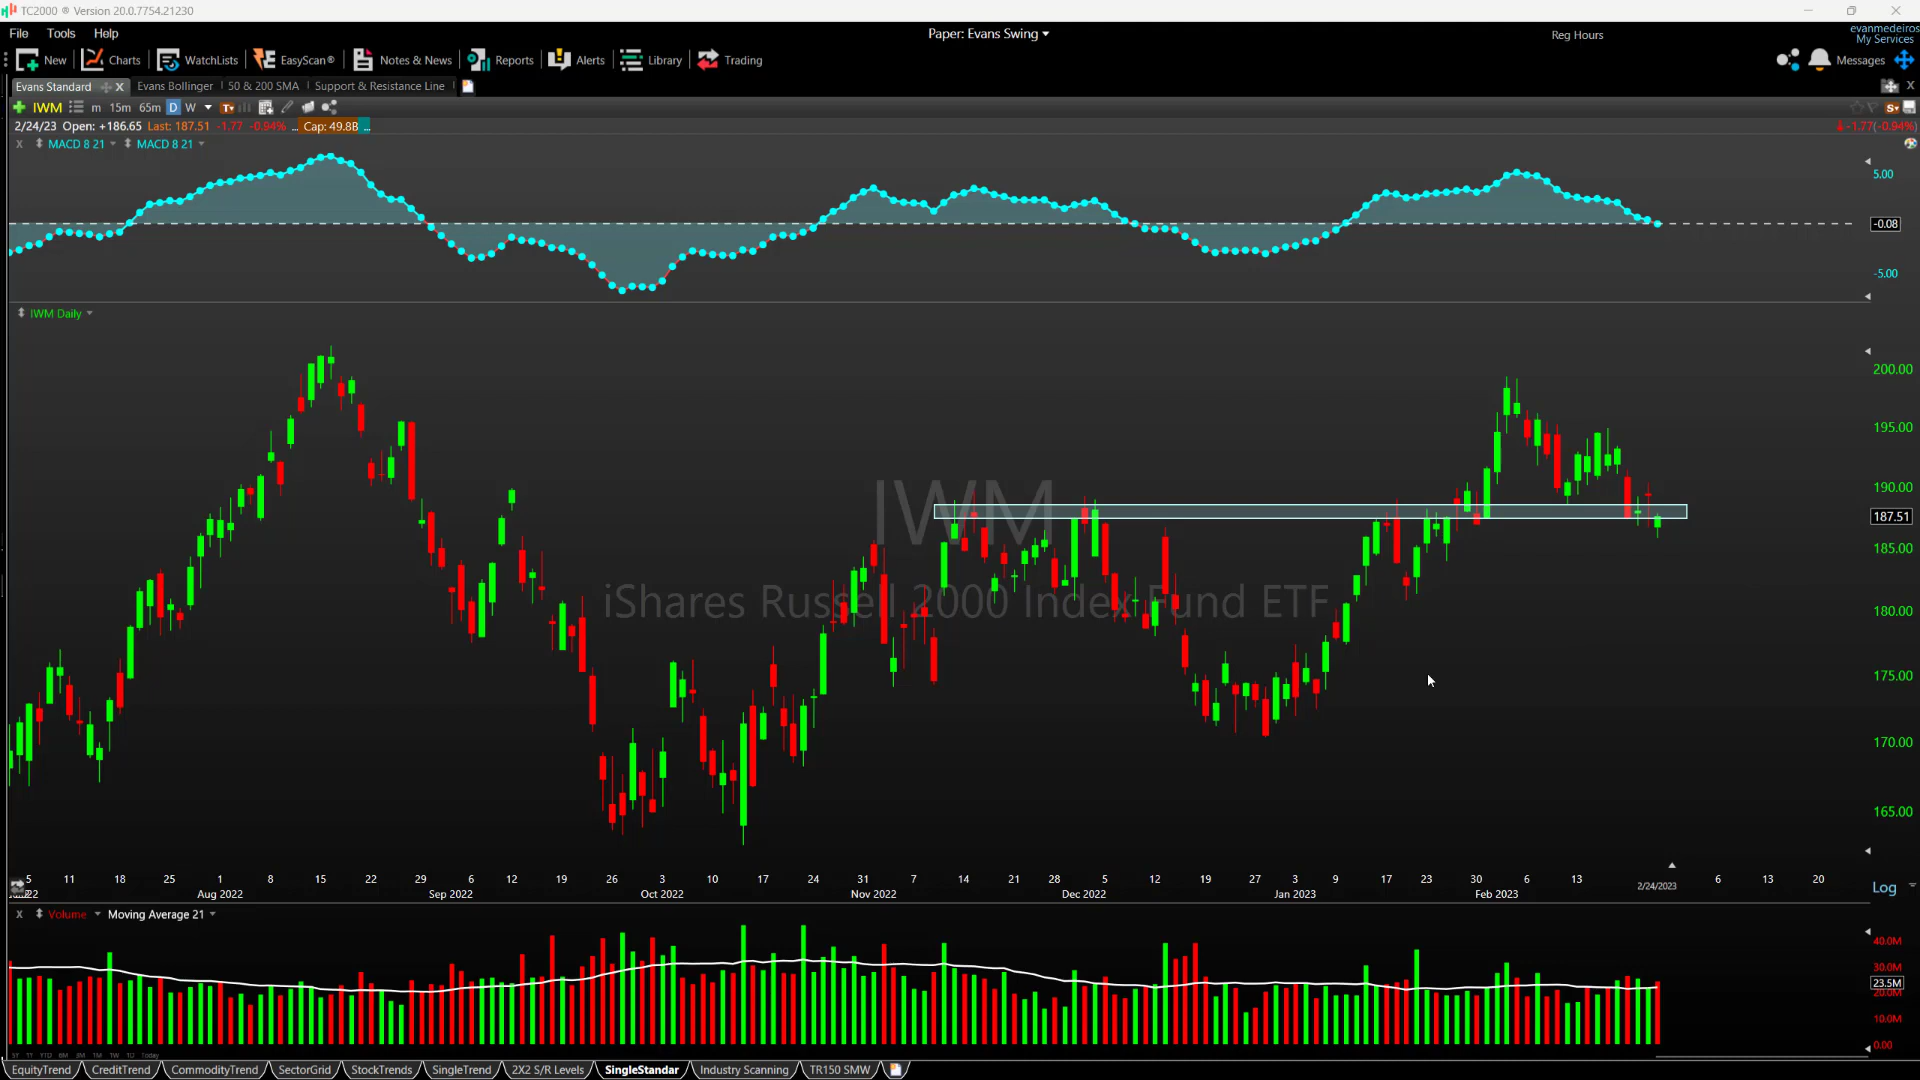 TC2000 ® Version 20.0.7754.21230
File Tools Help Paper: Evans Swing Reg Hours evanmedeiros
My Services
New Charts WatchLists EasyScan® Notes & News Reports Alerts Library Trading Messages
Evans Standard X Evans Bollinger 50 & 200 SMA Support & Resistance Line
IWM m 15m 65m D W
2/24/23 Open: +186.65 Last: 187.51 -1.77 -0.94% ... Cap: 49.8B ... -1.77(-0.94%)
X MACD 8 21 MACD 8 21
5.00
-0.08
-5.00
IWM Daily
200.00
195.00
190.00
IWM
187.51
185.00
iShares Russell 2000 Index Fund ETF
180.00
175.00
170.00
165.00
5 11 18 25 1 8 15 22 29 6 12 19 26 3 10 17 24 31 7 14 21 28 5 12 19 27 3 9 17 23 30 6 13 2/24/2023 6 13 20
Aug 2022 Sep 2022 Oct 2022 Nov 2022 Dec 2022 Jan 2023 Feb 2023
Log
X Volume Moving Average 21
40.0M
30.0M
23.5M
20.0M
10.0M
0.00
EquityTrend CreditTrend CommodityTrend SectorGrid StockTrends SingleTrend 2X2 S/R Levels SingleStandar Industry Scanning TR150 SMW